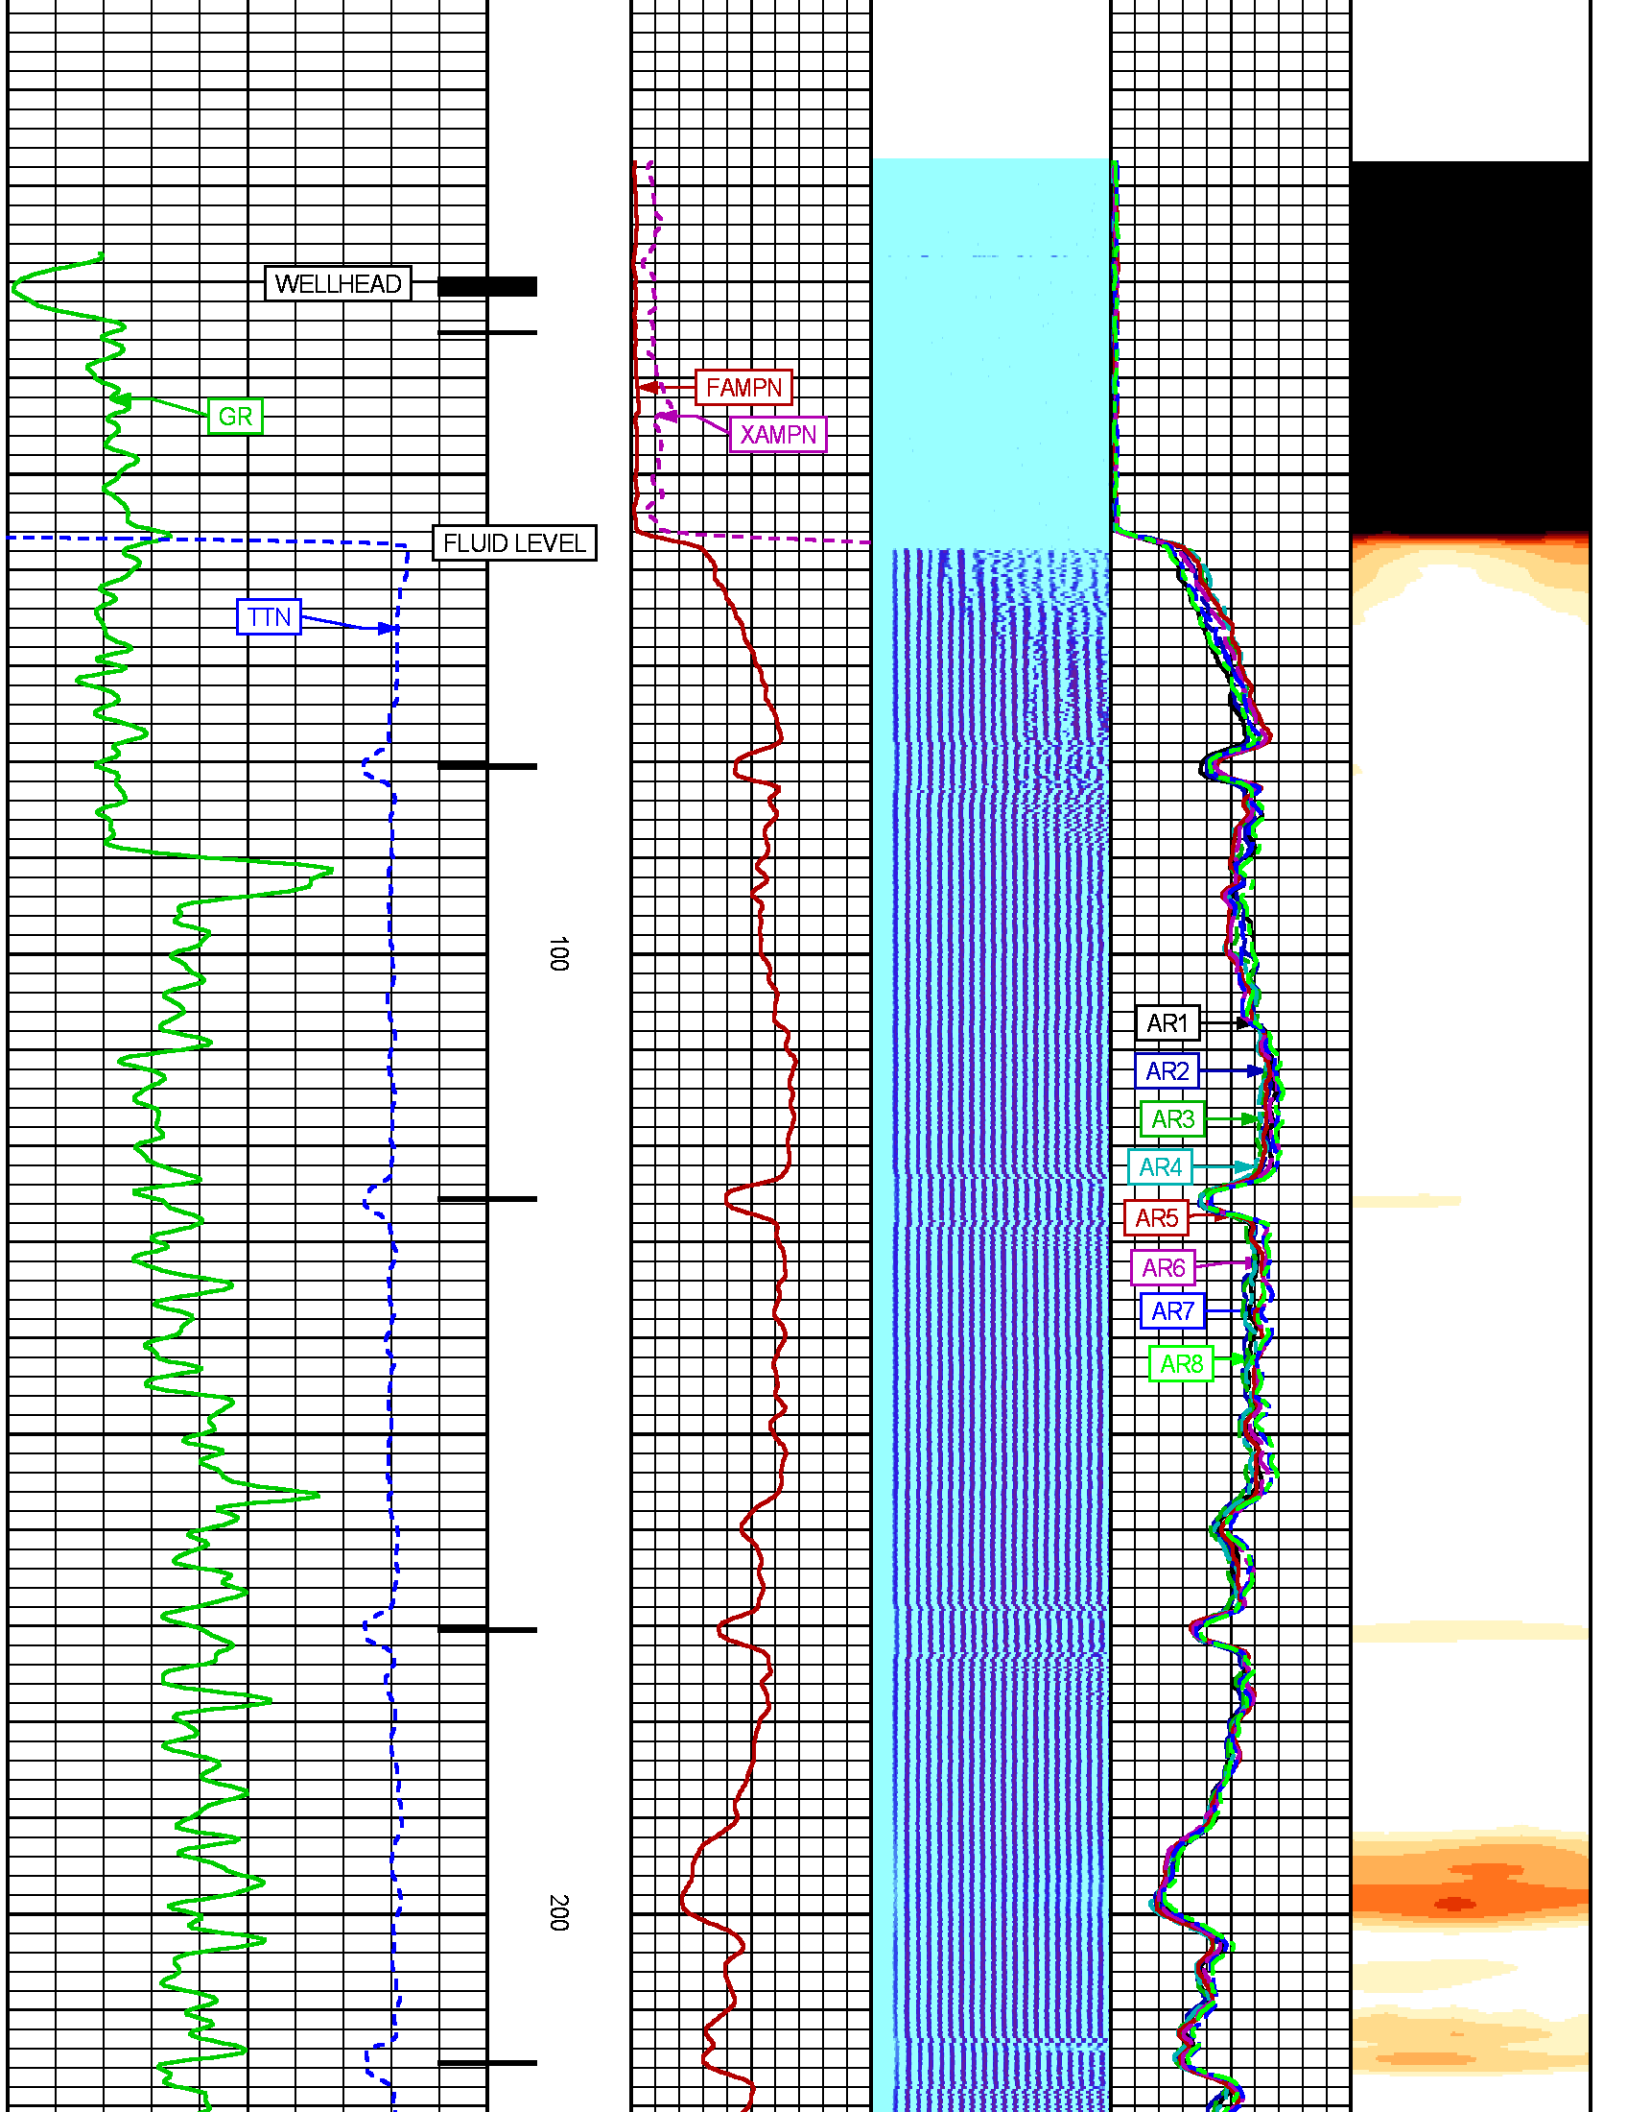 WELLHEAD
FAMPN
GR
XAMPN
FLUID LEVEL
TTN
100
AR1
AR2
AR3
AR4
AR5
AR6
AR7
AR8
200